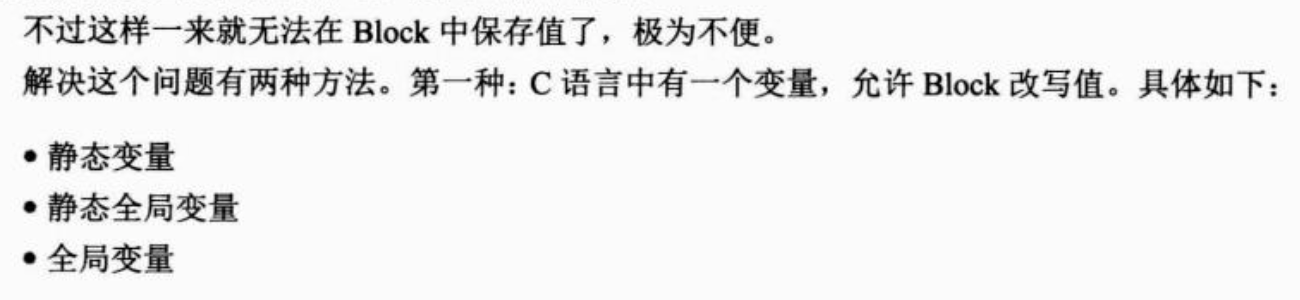 不过这样一来就无法在 Block 中保存值了，极为不便。
解决这个问题有两种方法。第一种：C 语言中有一个变量，允许 Block 改写值。具体如下：
• 静态变量
• 静态全局变量
• 全局变量